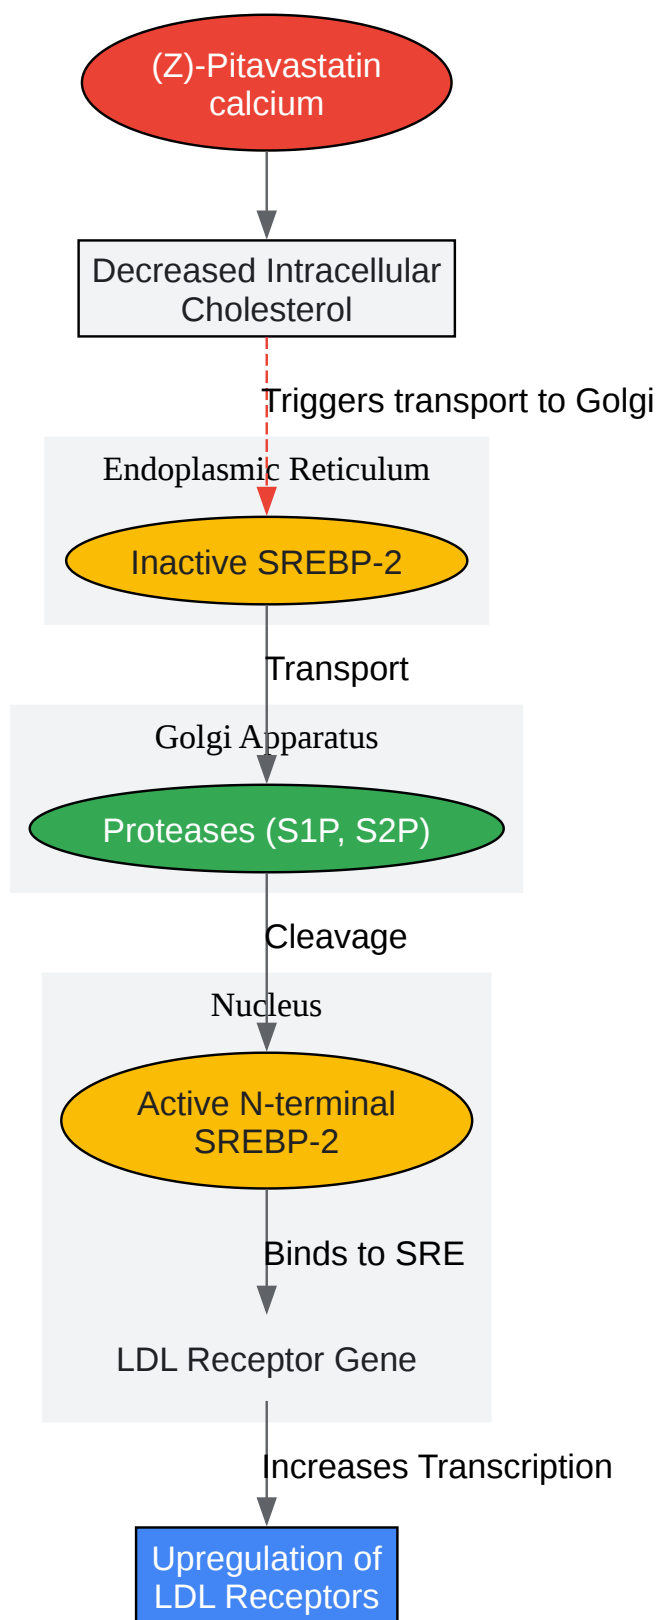 (Z)-Pitavastatin
calcium
Decreased Intracellular
Cholesterol
Triggers transport to Golgi
Endoplasmic Reticulum
Inactive SREBP-2
Transport
Golgi Apparatus
Proteases (S1P, S2P)
Cleavage
Nucleus
Active N-terminal
SREBP-2
Binds to SRE
LDL Receptor Gene
Increases Transcription
Upregulation of
LDL Receptors